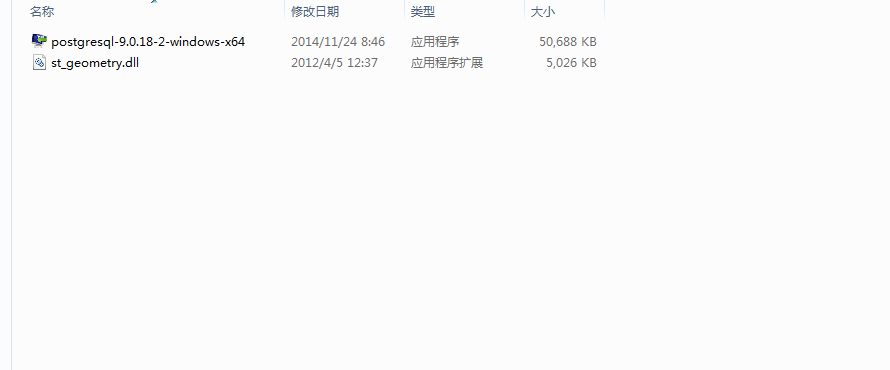 名称 修改日期 类型 大小
postgresql-9.0.18-2-windows-x64 2014/11/24 8:46 应用程序 50,688 KB
st_geometry.dll 2012/4/5 12:37 应用程序扩展 5,026 KB